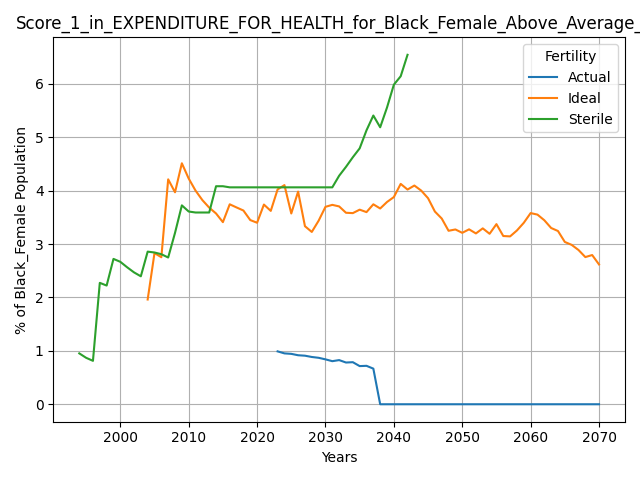 Score_1_in_EXPENDITURE_FOR_HEALTH_for_Black_Female_Above_Average_
Fertility
Actual
Ideal
Sterile
% of Black_Female Population
6
5
4
3
2
1
0
2000 2010 2020 2030 2040 2050 2060 2070
Years